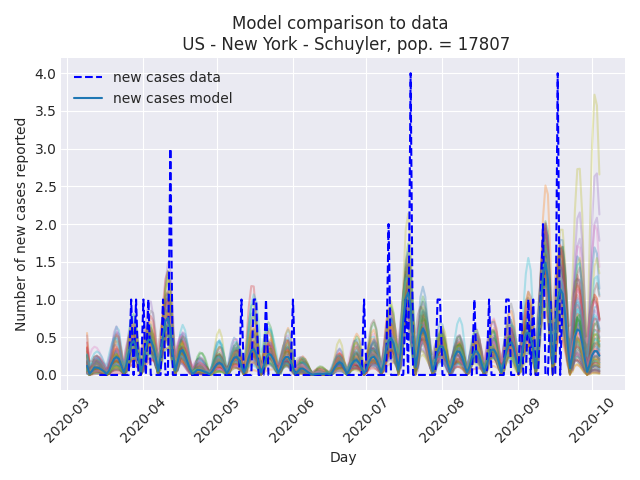 Model comparison to data
US - New York - Schuyler, pop. = 17807
new cases data
new cases model
Number of new cases reported
4.0
3.5
3.0
2.5
2.0
1.5
1.0
0.5
0.0
2020-03
2020-04
2020-05
2020-06
2020-07
2020-08
2020-09
2020-10
Day